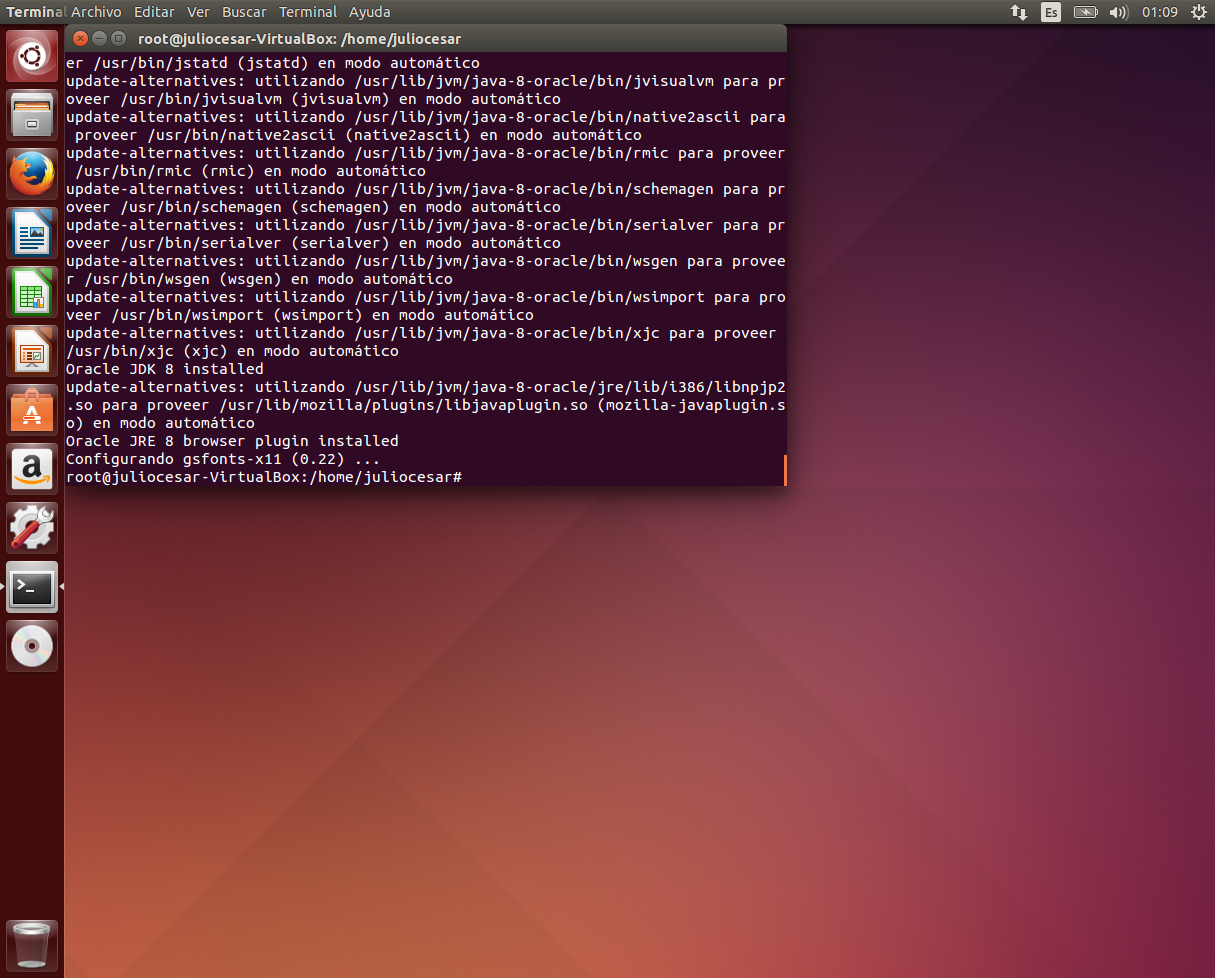 Terminal Archivo Editar Ver Buscar Terminal Ayuda Es 01:09
root@juliocesar-VirtualBox: /home/juliocesar
er /usr/bin/jstatd (jstatd) en modo automático
update-alternatives: utilizando /usr/lib/jvm/java-8-oracle/bin/jvisualvm para pr
oveer /usr/bin/jvisualvm (jvisualvm) en modo automático
update-alternatives: utilizando /usr/lib/jvm/java-8-oracle/bin/native2ascii para
 proveer /usr/bin/native2ascii (native2ascii) en modo automático
update-alternatives: utilizando /usr/lib/jvm/java-8-oracle/bin/rmic para proveer
 /usr/bin/rmic (rmic) en modo automático
update-alternatives: utilizando /usr/lib/jvm/java-8-oracle/bin/schemagen para pr
oveer /usr/bin/schemagen (schemagen) en modo automático
update-alternatives: utilizando /usr/lib/jvm/java-8-oracle/bin/serialver para pr
oveer /usr/bin/serialver (serialver) en modo automático
update-alternatives: utilizando /usr/lib/jvm/java-8-oracle/bin/wsgen para provee
r /usr/bin/wsgen (wsgen) en modo automático
update-alternatives: utilizando /usr/lib/jvm/java-8-oracle/bin/wsimport para pro
veer /usr/bin/wsimport (wsimport) en modo automático
update-alternatives: utilizando /usr/lib/jvm/java-8-oracle/bin/xjc para proveer
/usr/bin/xjc (xjc) en modo automático
Oracle JDK 8 installed
update-alternatives: utilizando /usr/lib/jvm/java-8-oracle/jre/lib/i386/libnpjp2
.so para proveer /usr/lib/mozilla/plugins/libjavaplugin.so (mozilla-javaplugin.s
o) en modo automático
Oracle JRE 8 browser plugin installed
Configurando gsfonts-x11 (0.22) ...
root@juliocesar-VirtualBox:/home/juliocesar#